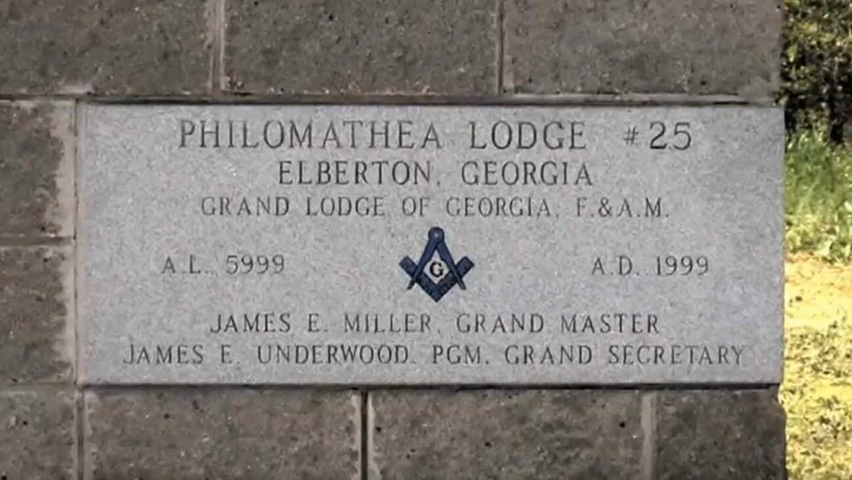 PHILOMATHEA LODGE #25
ELBERTON, GEORGIA
GRAND LODGE OF GEORGIA, F.&A.M.
A.L. 5999 G A.D. 1999
JAMES E. MILLER, GRAND MASTER
JAMES E. UNDERWOOD, PGM, GRAND SECRETARY